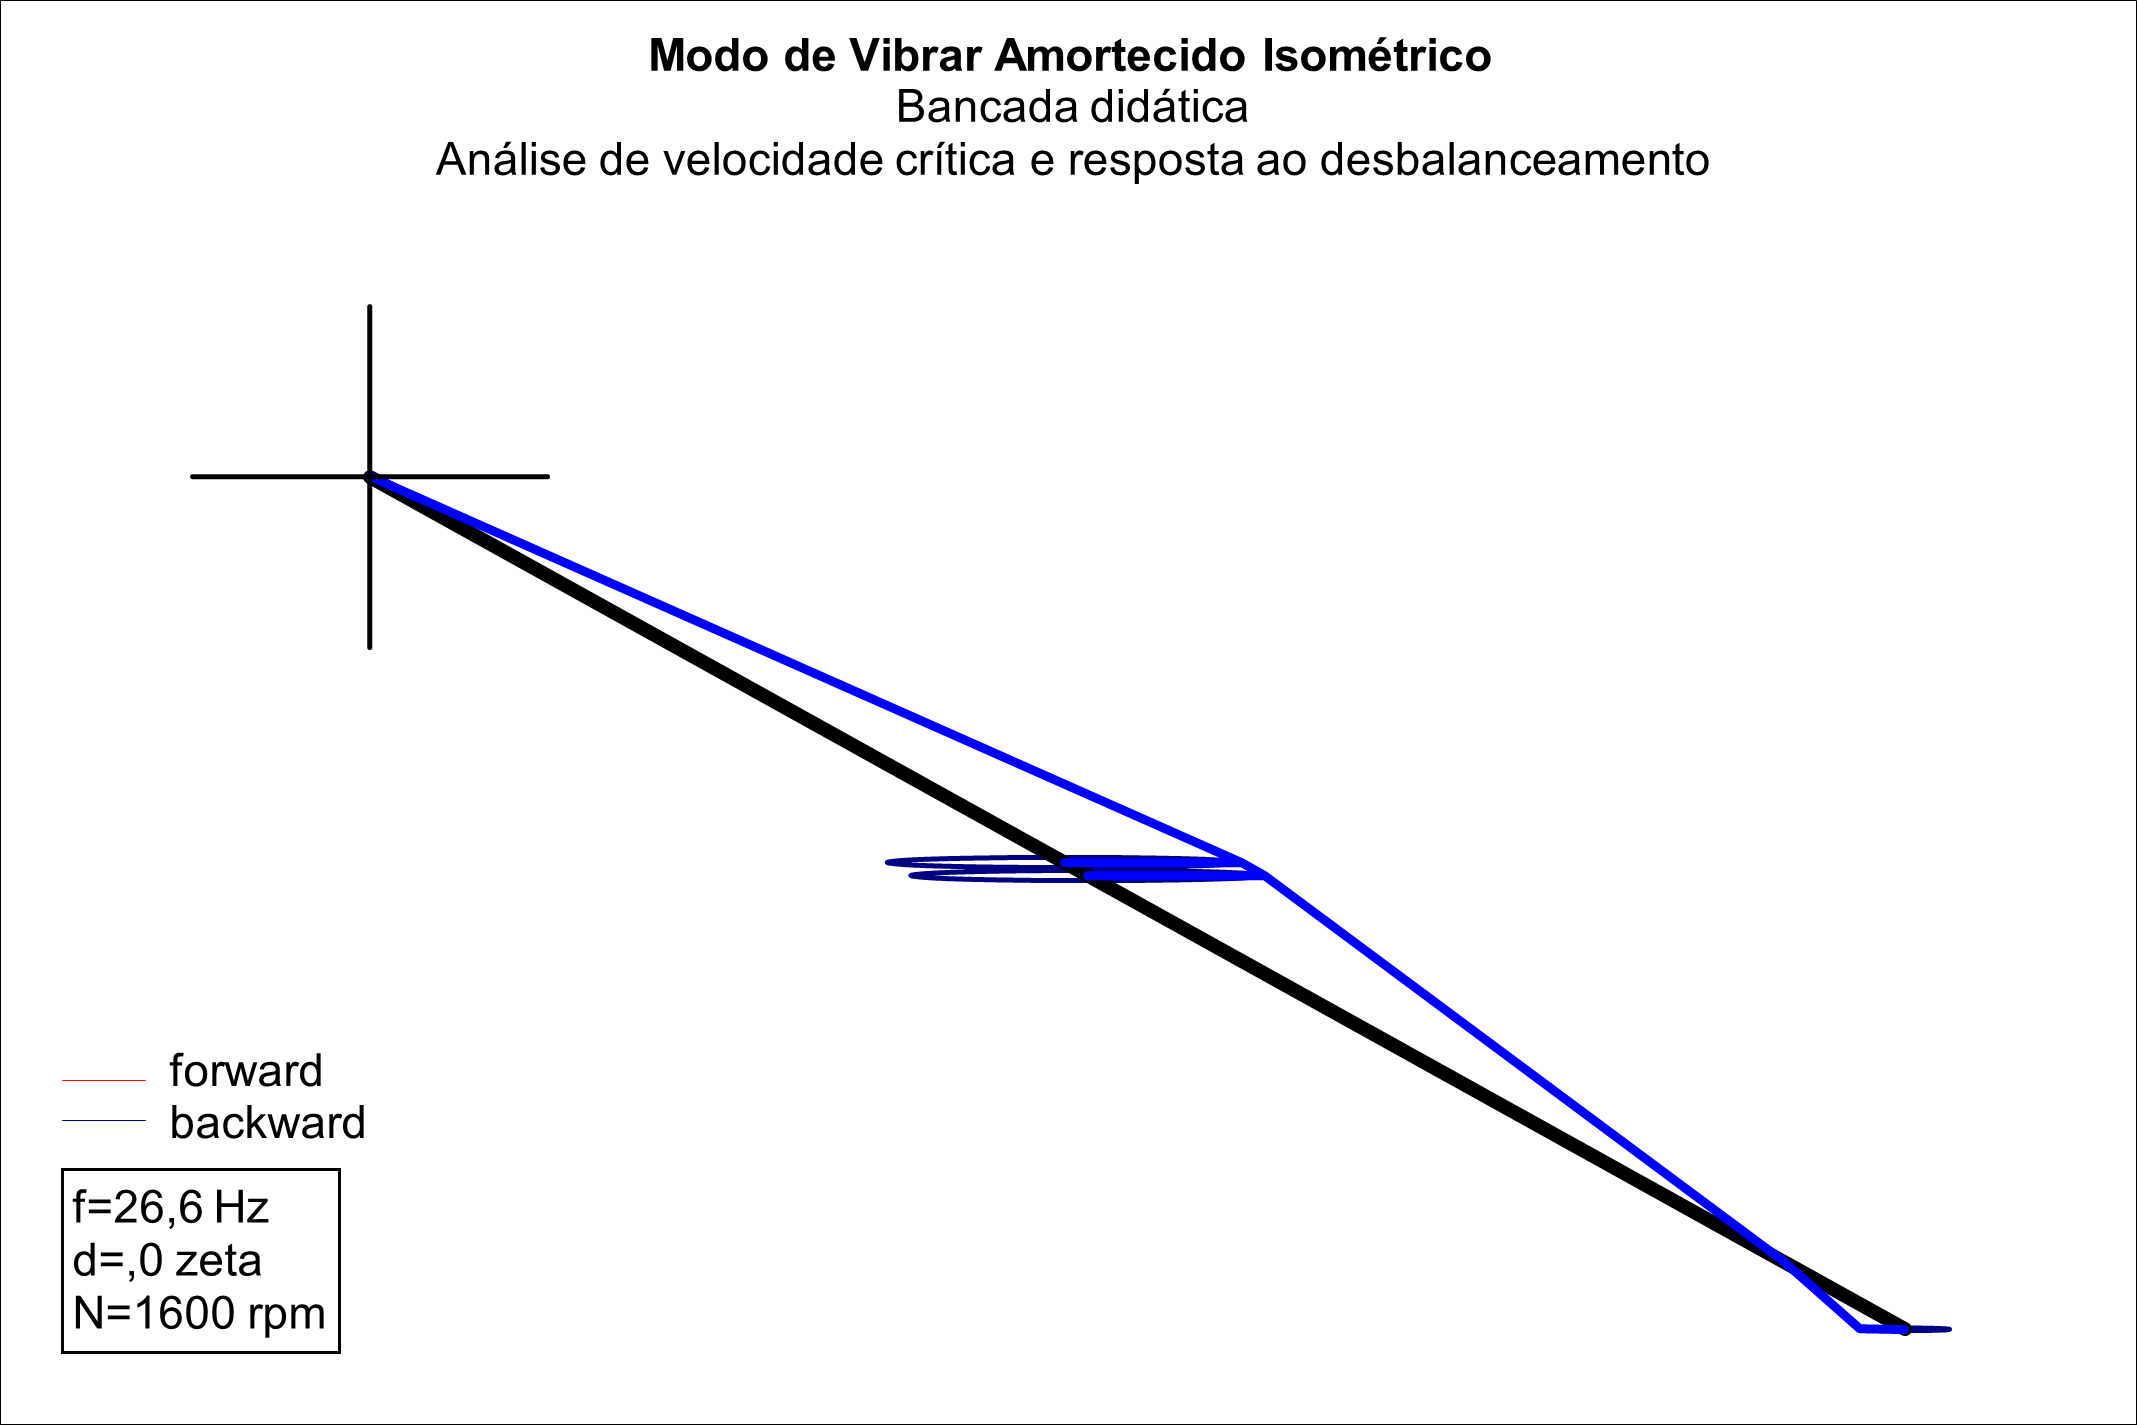 Modo de Vibrar Amortecido Isométrico
Bancada didática
Análise de velocidade crítica e resposta ao desbalanceamento
forward
backward
f=26,6 Hz
d=,0 zeta
N=1600 rpm